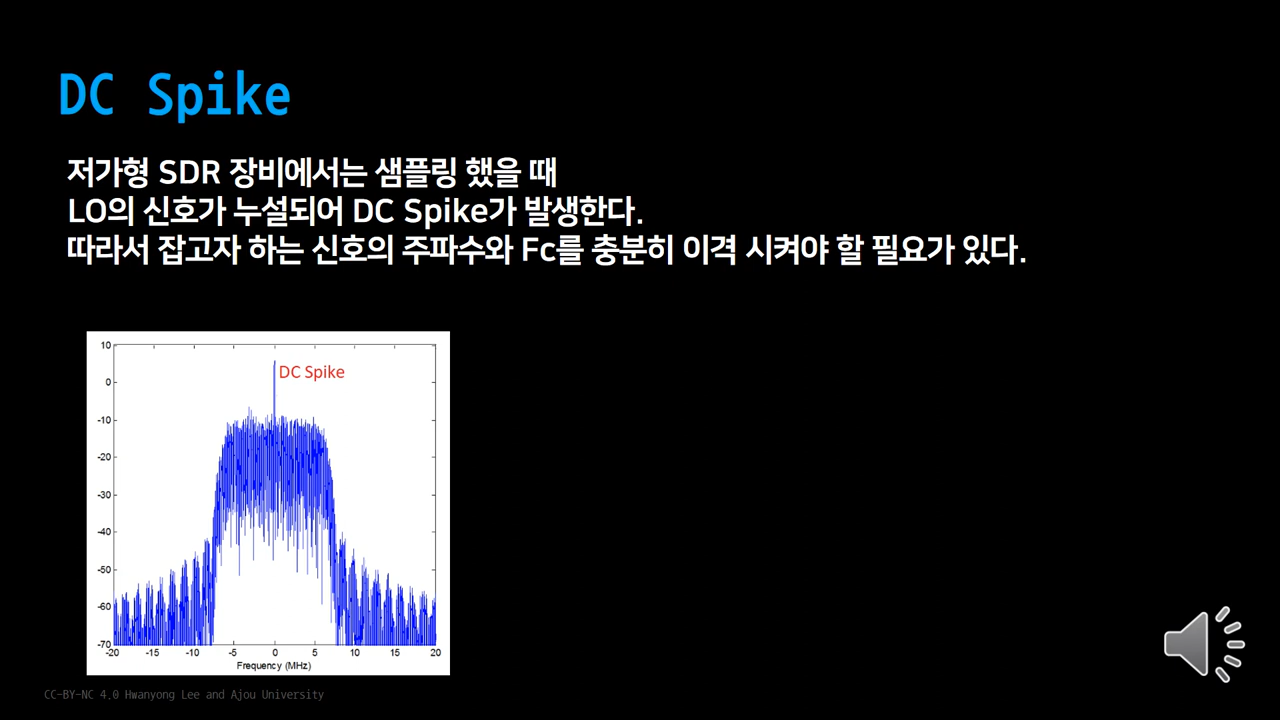 DC Spike
저가형 SDR 장비에서는 샘플링 했을 때
LO의 신호가 누설되어 DC Spike가 발생한다.
따라서 잡고자 하는 신호의 주파수와 Fc를 충분히 이격 시켜야 할 필요가 있다.
10
DC Spike
0
-10
-20
-30
-40
-50
-60
-70
-20 -15 -10 -5 0 5 10 15 20
Frequency (MHz)
CC-BY-NC 4.0 Hwanyong Lee and Ajou University